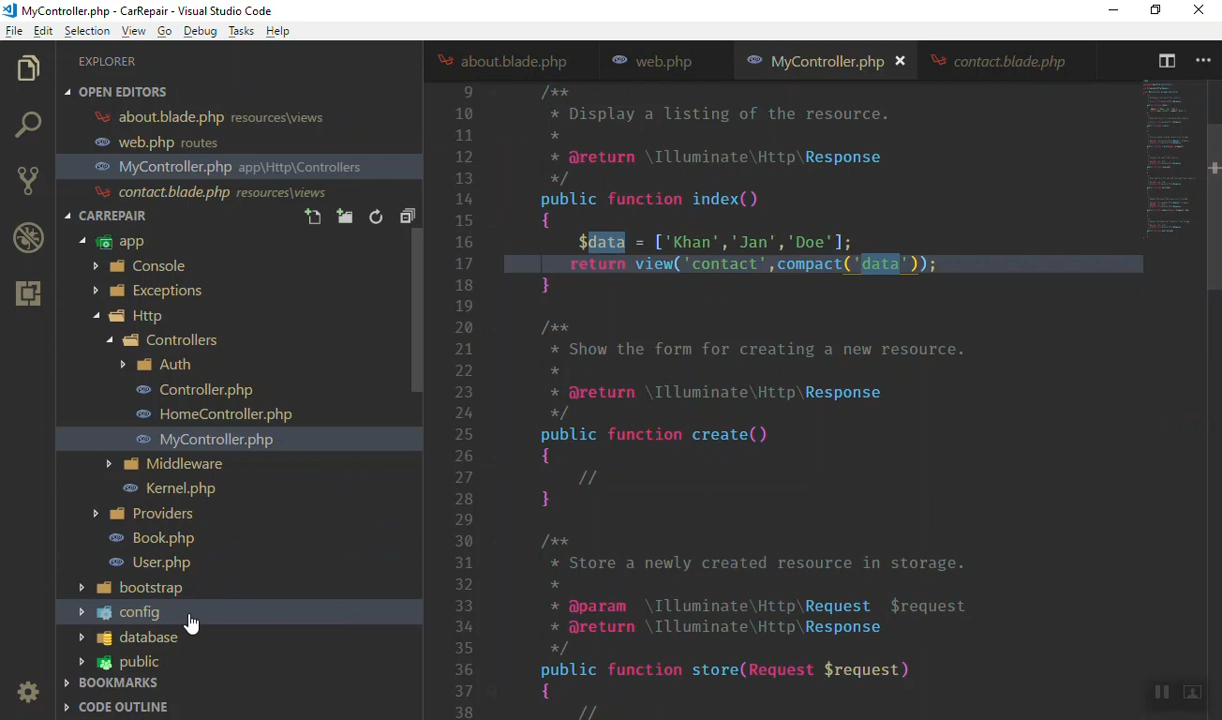 MyController.php - CarRepair - Visual Studio Code
File Edit Selection View Go Debug Tasks Help
EXPLORER
OPEN EDITORS
about.blade.php resources\views
web.php routes
MyController.php app\Http\Controllers
contact.blade.php resources\views
CARREPAIR
app
Console
Exceptions
Http
Controllers
Auth
Controller.php
HomeController.php
MyController.php
Middleware
Kernel.php
Providers
Book.php
User.php
bootstrap
config
database
public
BOOKMARKS
CODE OUTLINE
about.blade.php web.php MyController.php contact.blade.php
9 /**
10 * Display a listing of the resource.
11 *
12 * @return \Illuminate\Http\Response
13 */
14 public function index()
15 {
16 $data = ['Khan','Jan','Doe'];
17 return view('contact',compact('data'));
18 }
19
20 /**
21 * Show the form for creating a new resource.
22 *
23 * @return \Illuminate\Http\Response
24 */
25 public function create()
26 {
27 //
28 }
29
30 /**
31 * Store a newly created resource in storage.
32 *
33 * @param \Illuminate\Http\Request $request
34 * @return \Illuminate\Http\Response
35 */
36 public function store(Request $request)
37 {
38 //